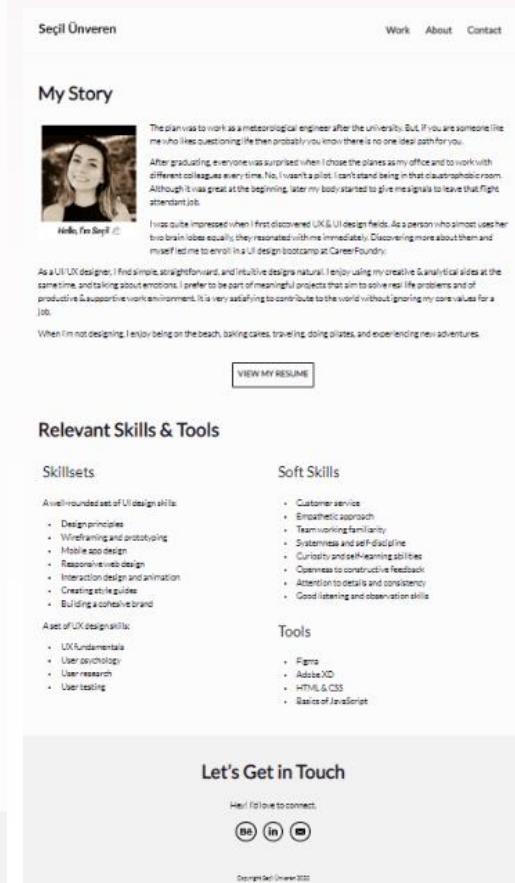 Seçil Ünveren
Work About Contact
My Story
The plan was to work as a meteorological engineer after the university. But, if you are someone like
me who likes questioning life then probably you know there is no one ideal path for you.
After graduating, everyone was surprised when I chose the planes as my office and to work with
different colleagues every time. No, I wasn't a pilot. I can't stand being in that claustrophobic room.
Although it was great at the beginning, later my body started to give me signals to leave that flight
attendant job.
I was quite impressed when I first discovered UX & UI design fields. As a person who almost uses her
two brain lobes equally, they resonated with me immediately. Discovering more about them and
myself led me to enroll in a UI design bootcamp at CareerFoundry.
Hello, I'm Seçil
As a UI/UX designer, I find simple, straightforward, and intuitive designs natural. I enjoy using my creative & analytical sides at the
same time, and talking about emotions. I prefer to be part of meaningful projects that aim to solve real life problems and of
productive & supportive work environment. It is very satisfying to contribute to the world without ignoring my core values for a
job.
When I'm not designing, I enjoy being on the beach, baking cakes, traveling, doing pilates, and experiencing new adventures.
VIEW MY RESUME
Relevant Skills & Tools
Skillsets
A well-rounded set of UI design skills:
• Design principles
• Wireframing and prototyping
• Mobile app design
• Responsive web design
• Interaction design and animation
• Creating style guides
• Building a cohesive brand
A set of UX design skills:
• UX fundamentals
• User psychology
• User research
• User testing
Soft Skills
• Customer service
• Empathetic approach
• Team working familiarity
• Systemness and self-discipline
• Curiosity and self-learning abilities
• Openness to constructive feedback
• Attention to details and consistency
• Good listening and observation skills
Tools
• Figma
• Adobe XD
• HTML & CSS
• Basics of JavaScript
Let's Get in Touch
Hey! I'd love to connect.
Bē in
Copyright Seçil Ünveren 2022